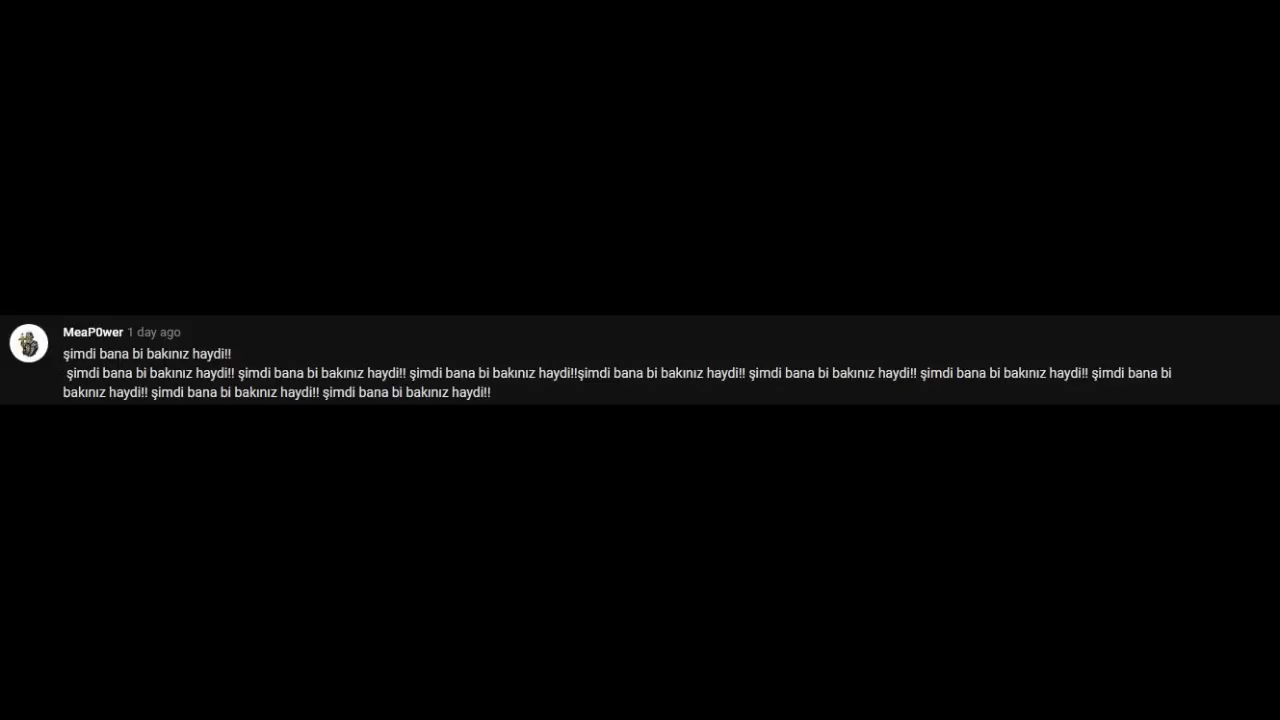 MeaP0wer 1 day ago
şimdi bana bi bakınız haydi!!
şimdi bana bi bakınız haydi!! şimdi bana bi bakınız haydi!! şimdi bana bi bakınız haydi!!şimdi bana bi bakınız haydi!! şimdi bana bi bakınız haydi!! şimdi bana bi bakınız haydi!! şimdi bana bi
bakınız haydi!! şimdi bana bi bakınız haydi!! şimdi bana bi bakınız haydi!!